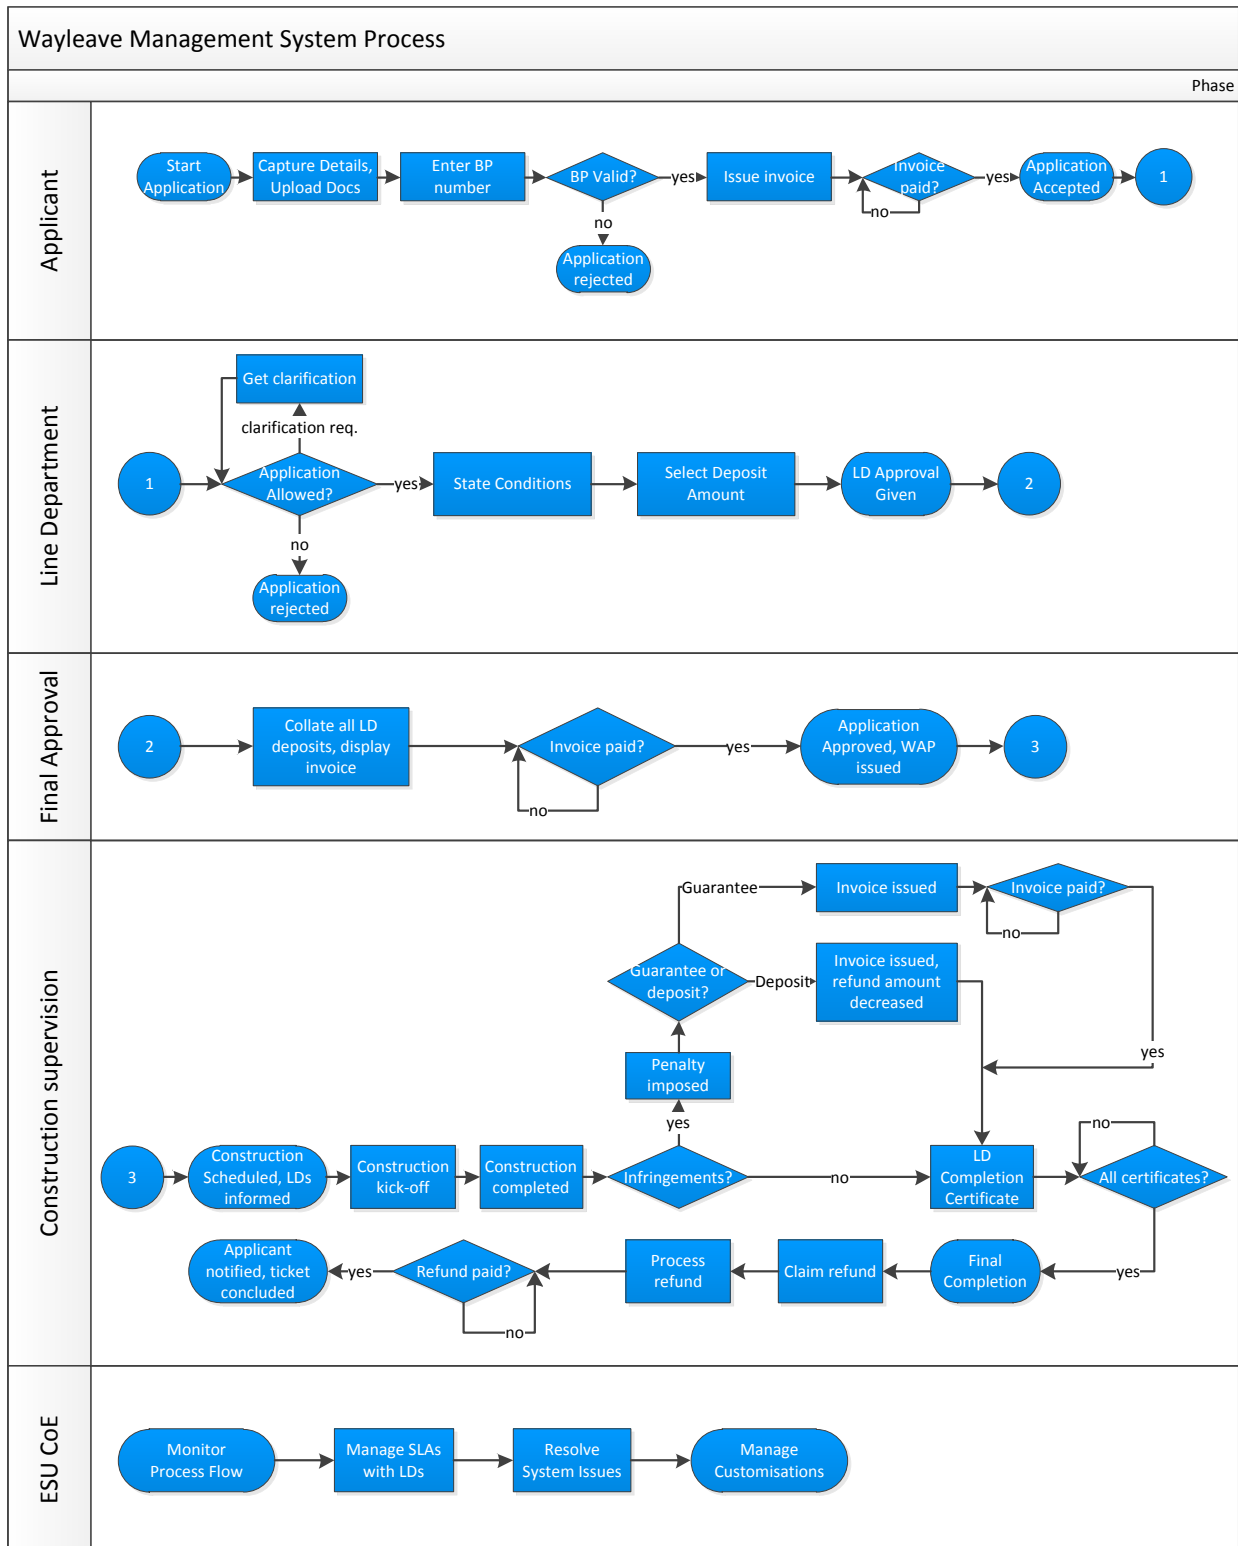 Wayleave Management System Process
Phase
Applicant
Start
Application
Capture Details,
Upload Docs
Enter BP
number
BP Valid?
yes
Issue invoice
Invoice
paid?
yes
Application
Accepted
1
no
no
Application
rejected
Line Department
Get clarification
clarification req.
1
Application
Allowed?
yes
State Conditions
Select Deposit
Amount
LD Approval
Given
2
no
Application
rejected
Final Approval
2
Collate all LD
deposits, display
invoice
Invoice paid?
yes
Application
Approved, WAP
issued
3
no
Construction supervision
Guarantee
Invoice issued
Invoice paid?
no
Guarantee or
deposit?
Deposit
Invoice issued,
refund amount
decreased
yes
Penalty
imposed
yes
no
3
Construction
Scheduled, LDs
informed
Construction
kick-off
Construction
completed
Infringements?
no
LD
Completion
Certificate
All certificates?
Applicant
notified, ticket
concluded
yes
Refund paid?
Process
refund
Claim refund
Final
Completion
yes
no
ESU CoE
Monitor
Process Flow
Manage SLAs
with LDs
Resolve
System Issues
Manage
Customisations